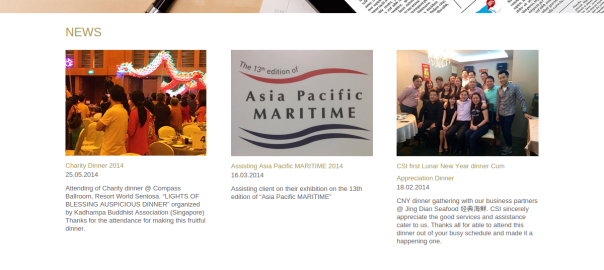 NEWS
The 13th edition of
Asia Pacific
MARITIME
Charity Dinner 2014
25.05.2014
Attending of Charity dinner @ Compass
Ballroom, Resort World Sentosa. "LIGHTS OF
BLESSING AUSPICIOUS DINNER" organized
by Kadhampa Buddhist Association (Singapore)
Thanks for the attendance for making this fruitful
dinner.
Assisting Asia Pacific MARITIME 2014
16.03.2014
Assisting client on their exhibition on the 13th
edition of "Asia Pacific MARITIME"
CSI first Lunar New Year dinner Cum
Appreciation Dinner
18.02.2014
CNY dinner gathering with our business partners
@ Jing Dian Seafood 经典海鲜. CSI sincerely
appreciate the good services and assistance
cater to us. Thanks all for able to attend this
dinner out of your busy schedule and made it a
happening one.